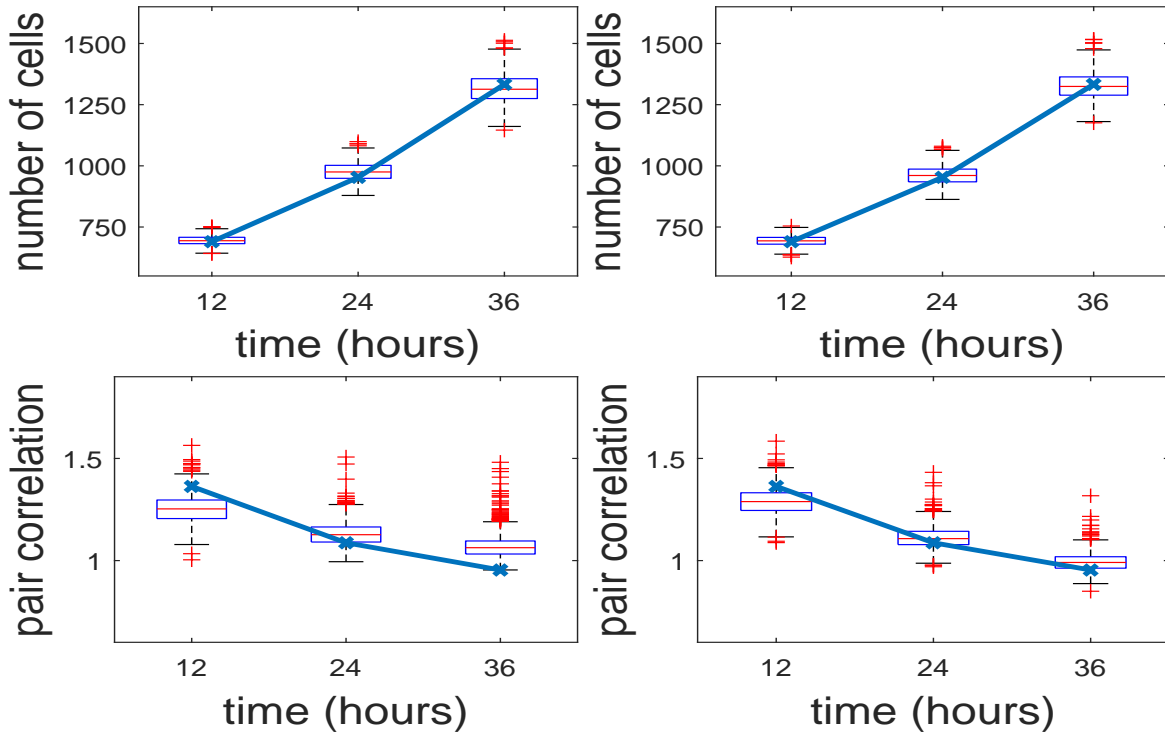 number of cells
1500
1250
1000
750
12 24 36
time (hours)
number of cells
1500
1250
1000
750
12 24 36
time (hours)
pair correlation
1.5
1
12 24 36
time (hours)
pair correlation
1.5
1
12 24 36
time (hours)